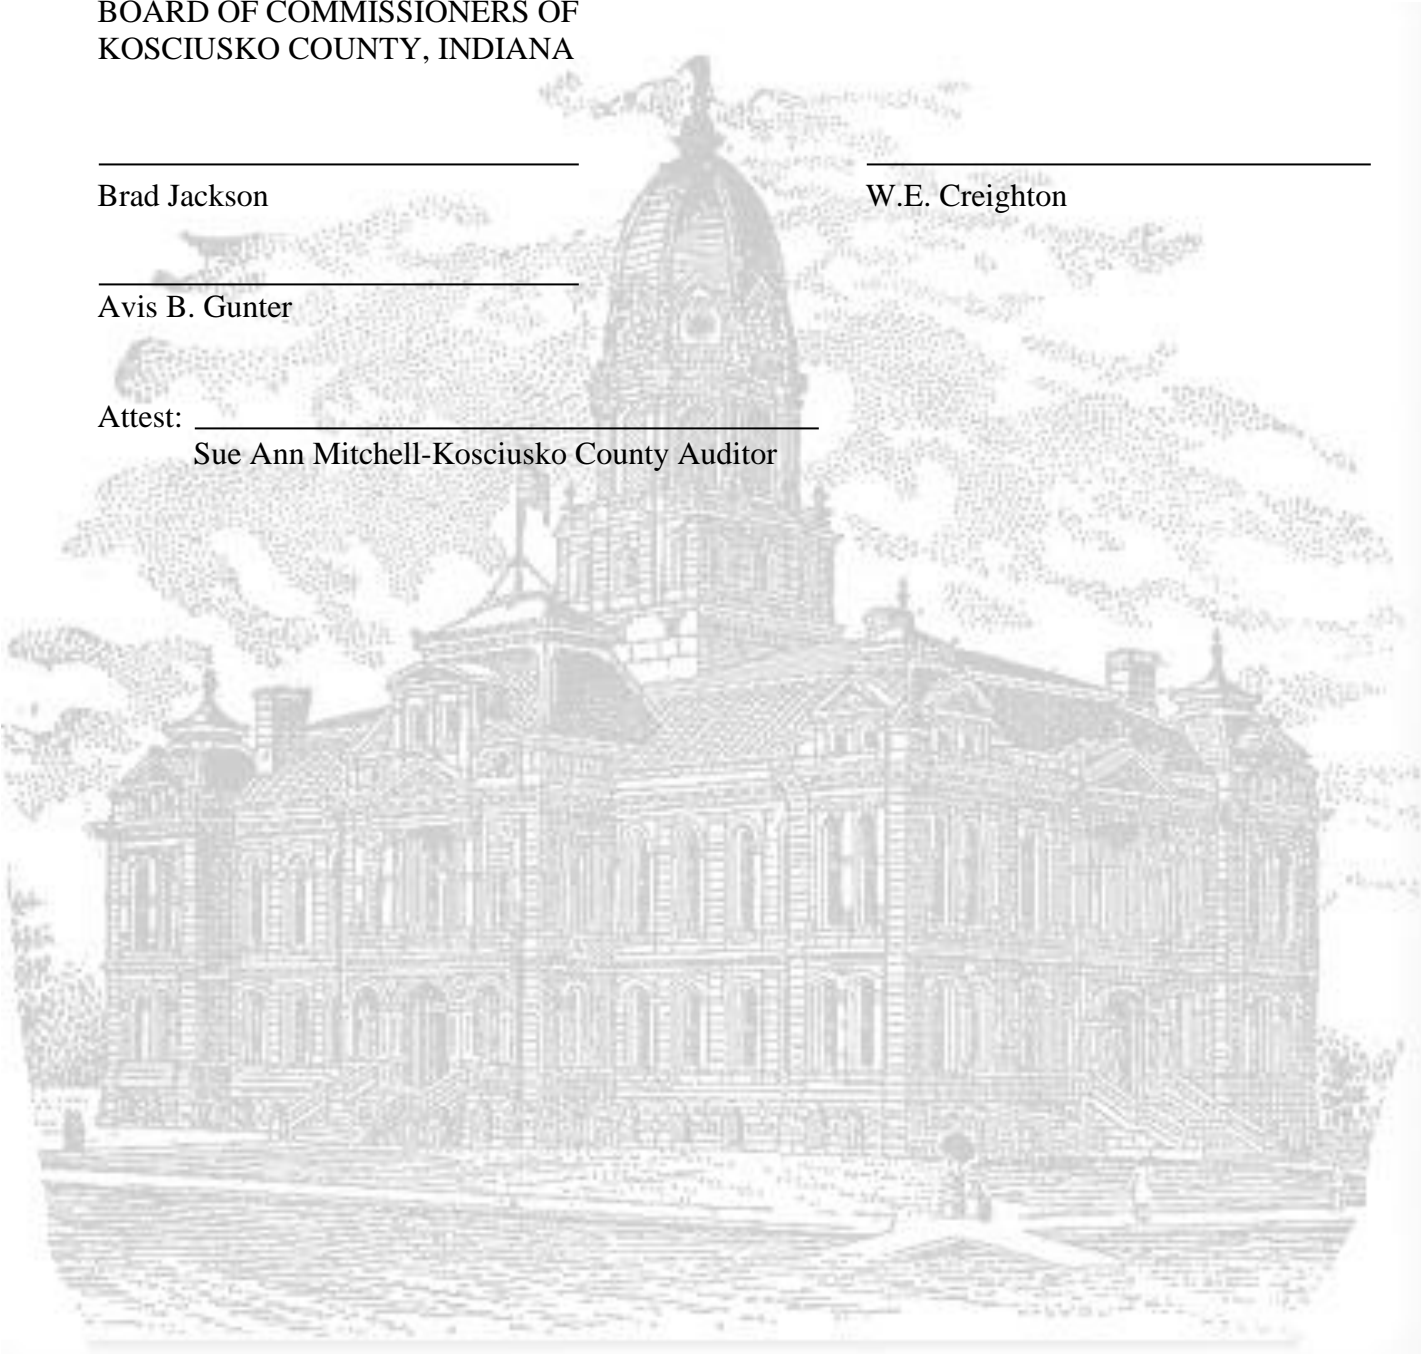 BOARD OF COMMISSIONERS OF
KOSCIUSKO COUNTY, INDIANA
Brad Jackson W.E. Creighton
Avis B. Gunter
Attest:
Sue Ann Mitchell-Kosciusko County Auditor